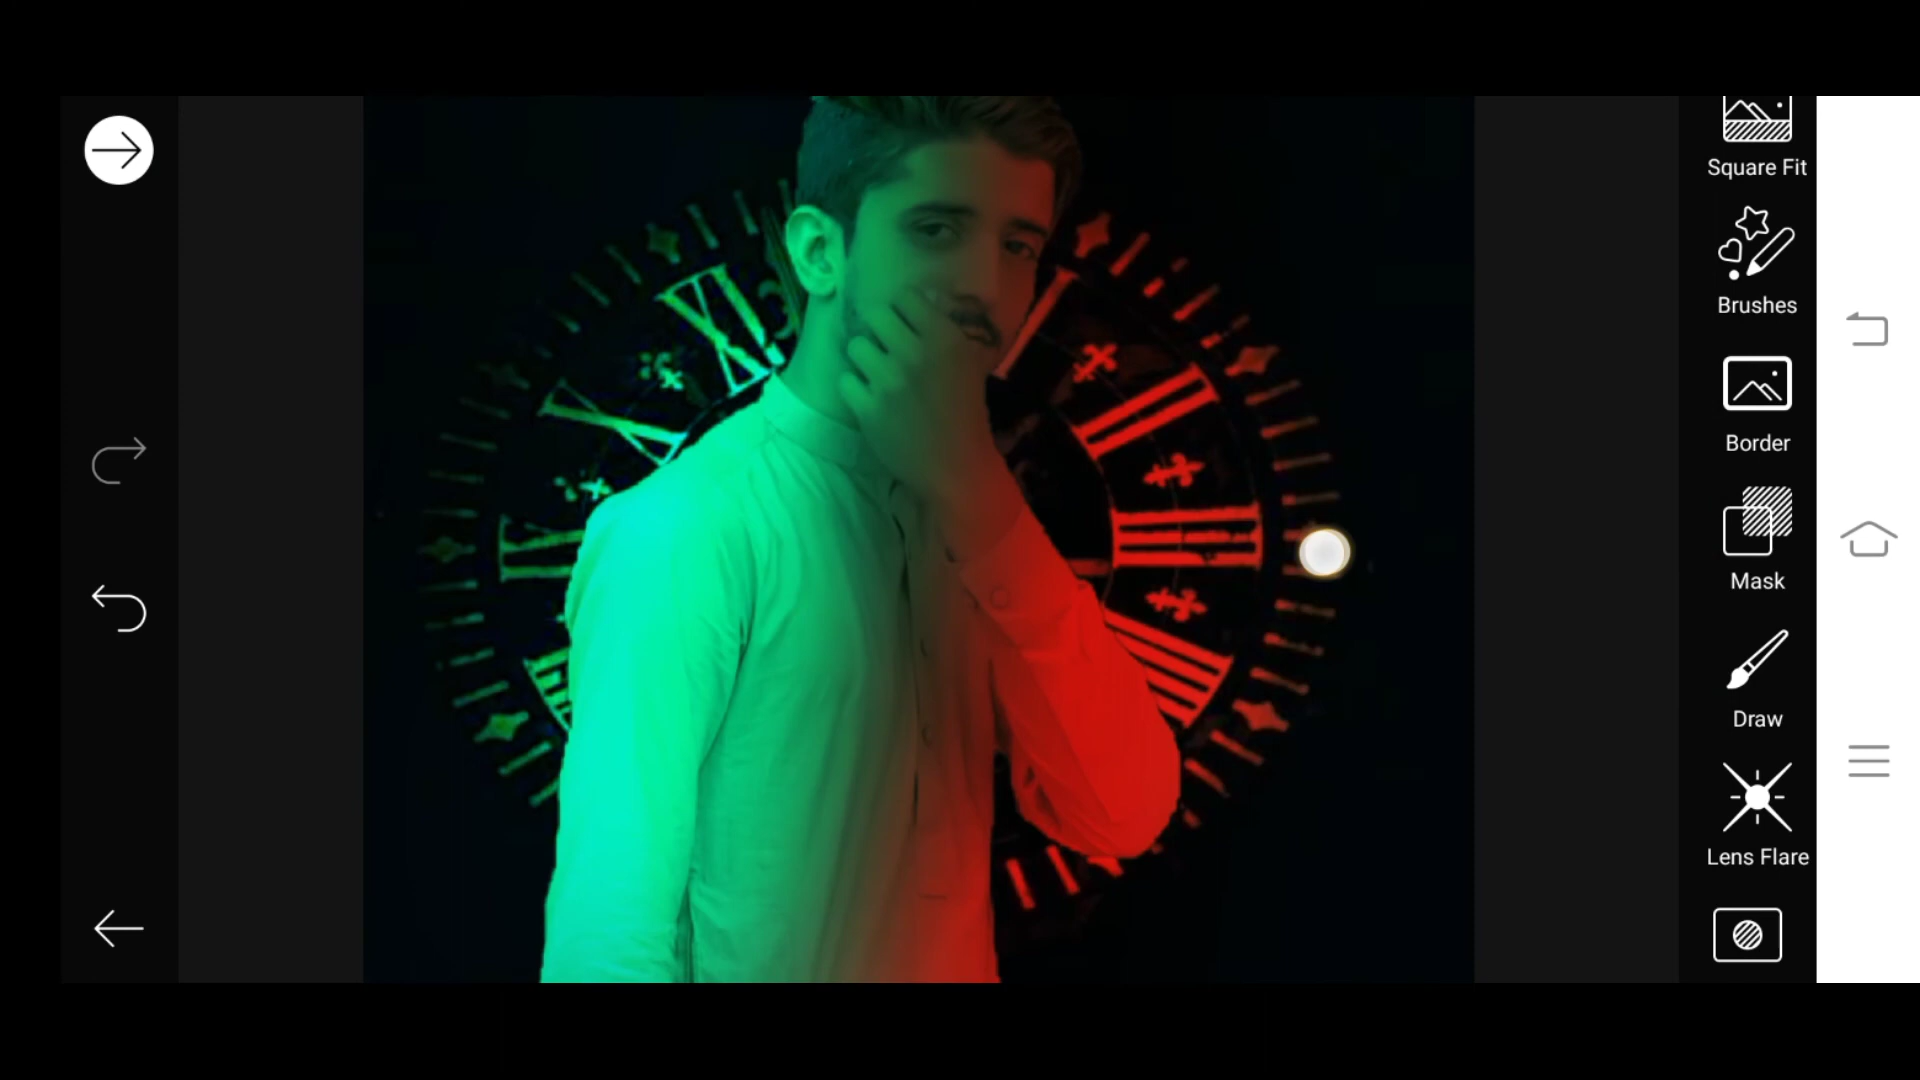 Square Fit
Brushes
Border
Mask
Draw
Lens Flare